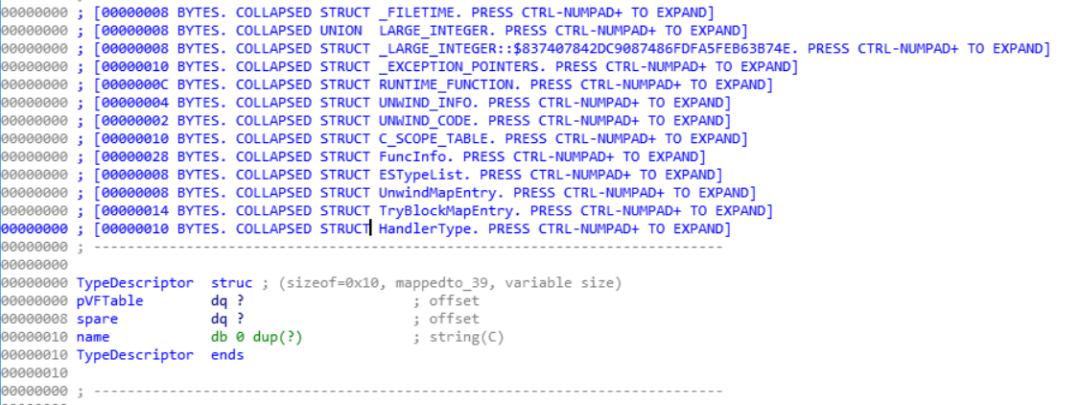 00000000 ; [00000008 BYTES. COLLAPSED STRUCT _FILETIME. PRESS CTRL-NUMPAD+ TO EXPAND]
00000000 ; [00000008 BYTES. COLLAPSED UNION  LARGE_INTEGER. PRESS CTRL-NUMPAD+ TO EXPAND]
00000000 ; [00000008 BYTES. COLLAPSED STRUCT _LARGE_INTEGER::$837407842DC9087486FDFA5FEB63B74E. PRESS CTRL-NUMPAD+ TO EXPAND]
00000000 ; [00000010 BYTES. COLLAPSED STRUCT _EXCEPTION_POINTERS. PRESS CTRL-NUMPAD+ TO EXPAND]
00000000 ; [0000000C BYTES. COLLAPSED STRUCT RUNTIME_FUNCTION. PRESS CTRL-NUMPAD+ TO EXPAND]
00000000 ; [00000004 BYTES. COLLAPSED STRUCT UNWIND_INFO. PRESS CTRL-NUMPAD+ TO EXPAND]
00000000 ; [00000002 BYTES. COLLAPSED STRUCT UNWIND_CODE. PRESS CTRL-NUMPAD+ TO EXPAND]
00000000 ; [00000010 BYTES. COLLAPSED STRUCT C_SCOPE_TABLE. PRESS CTRL-NUMPAD+ TO EXPAND]
00000000 ; [00000028 BYTES. COLLAPSED STRUCT FuncInfo. PRESS CTRL-NUMPAD+ TO EXPAND]
00000000 ; [00000008 BYTES. COLLAPSED STRUCT ESTypeList. PRESS CTRL-NUMPAD+ TO EXPAND]
00000000 ; [00000008 BYTES. COLLAPSED STRUCT UnwindMapEntry. PRESS CTRL-NUMPAD+ TO EXPAND]
00000000 ; [00000014 BYTES. COLLAPSED STRUCT TryBlockMapEntry. PRESS CTRL-NUMPAD+ TO EXPAND]
00000000 ; [00000010 BYTES. COLLAPSED STRUCT HandlerType. PRESS CTRL-NUMPAD+ TO EXPAND]
00000000 ; ---------------------------------------------------------------------------
00000000
00000000 TypeDescriptor  struc ; (sizeof=0x10, mappedto_39, variable size)
00000000 pVFTable        dq ?                    ; offset
00000008 spare           dq ?                    ; offset
00000010 name            db 0 dup(?)             ; string(C)
00000010 TypeDescriptor  ends
00000010
00000000 ; ---------------------------------------------------------------------------